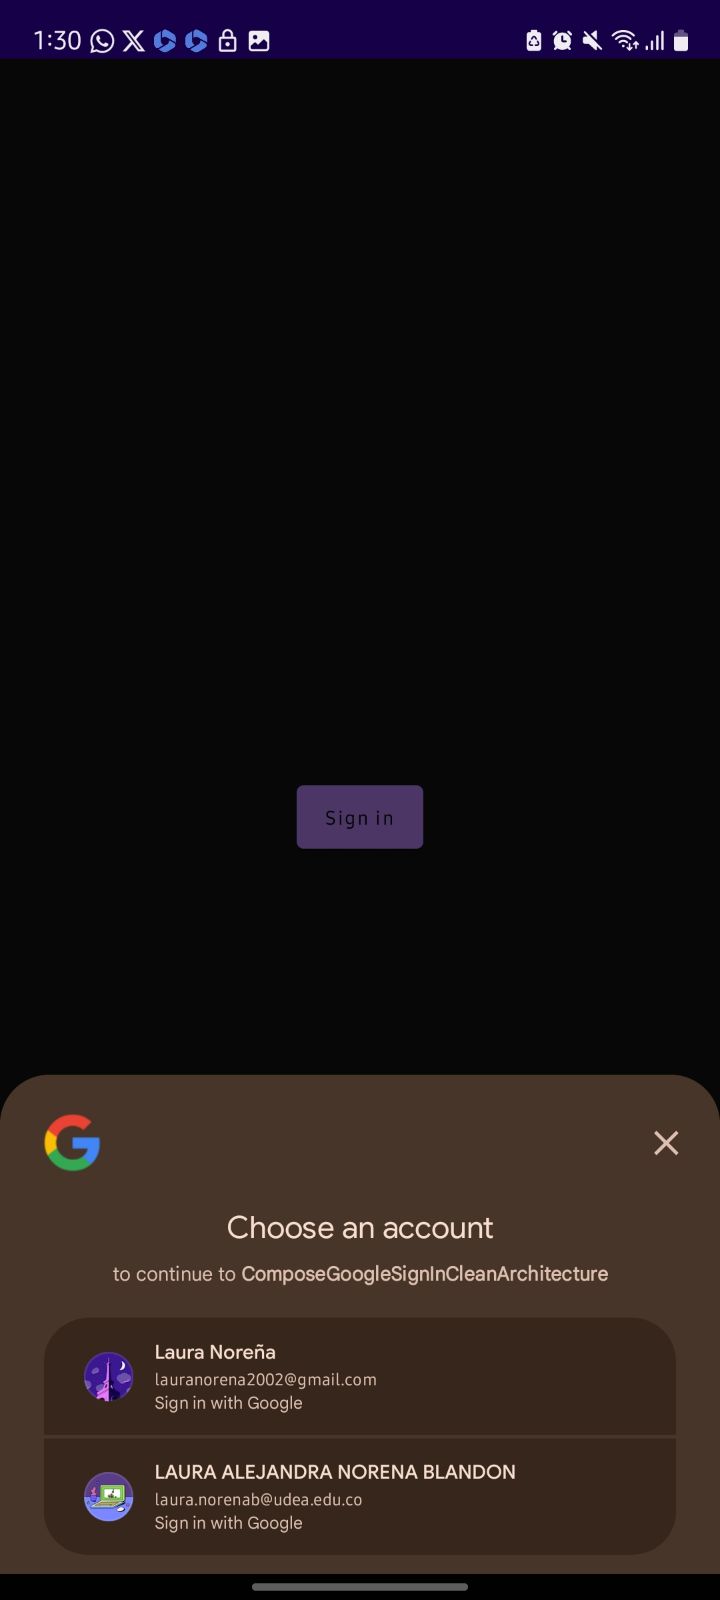 1:30
Sign in
Choose an account
to continue to ComposeGoogleSignInCleanArchitecture
Laura Noreña
lauranorena2002@gmail.com
Sign in with Google
LAURA ALEJANDRA NORENA BLANDON
laura.norenab@udea.edu.co
Sign in with Google